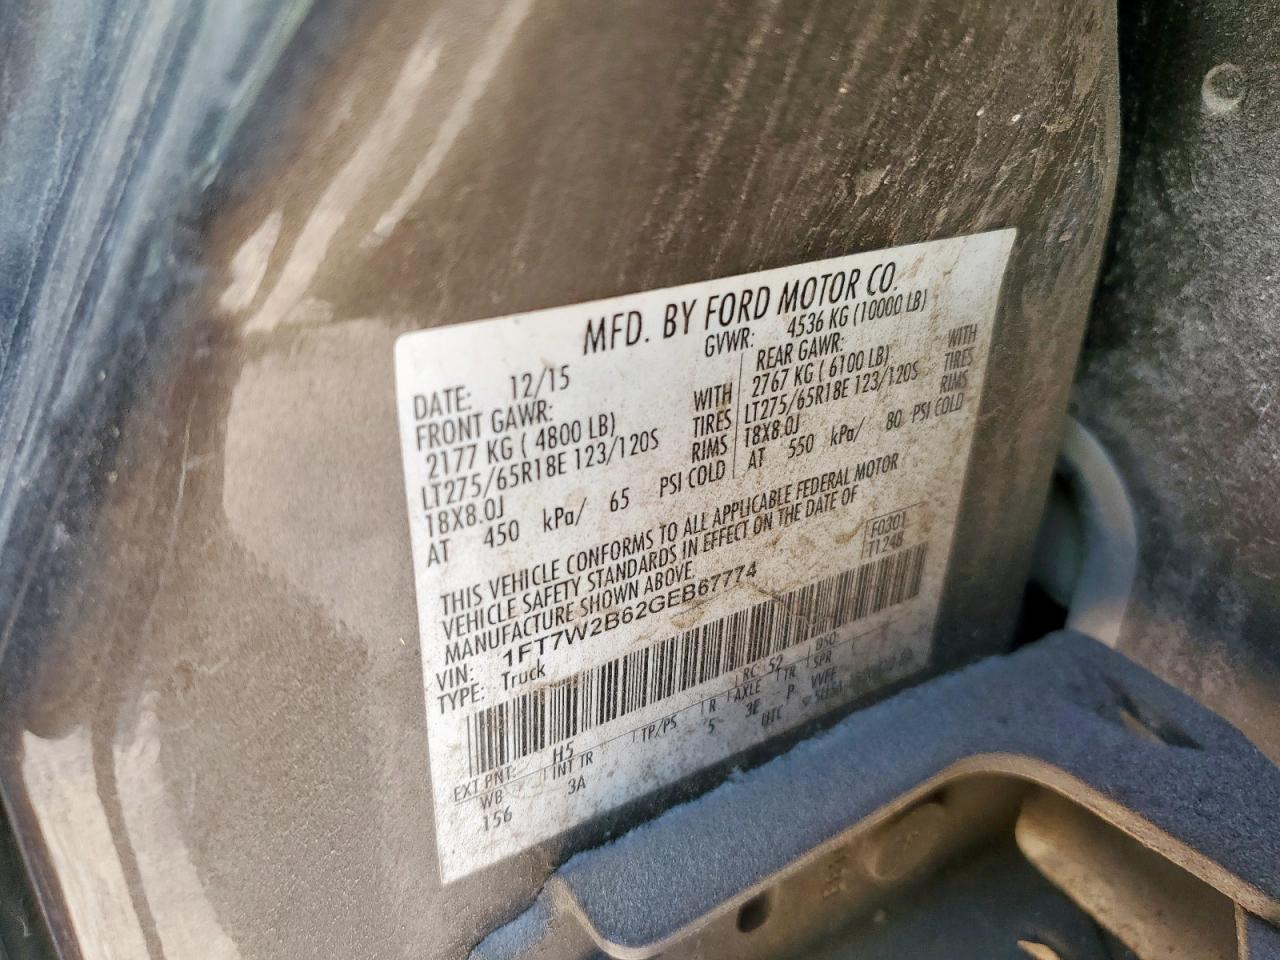 MFD. BY FORD MOTOR CO.
DATE: 12/15 GVWR: 4536 KG (10000 LB)
FRONT GAWR: REAR GAWR:
2177 KG ( 4800 LB) WITH 2767 KG ( 6100 LB) WITH
LT275/65R18E 123/120S TIRES LT275/65R18E 123/120S TIRES
18X8.0J RIMS 18X8.0J RIMS
AT 450 kPa/ 65 PSI COLD AT 550 kPa/ 80 PSI COLD
THIS VEHICLE CONFORMS TO ALL APPLICABLE FEDERAL MOTOR
VEHICLE SAFETY STANDARDS IN EFFECT ON THE DATE OF
MANUFACTURE SHOWN ABOVE
VIN: 1FT7W2B62GEB67774 F0301
TYPE: Truck T1248
EXT PNT: H5 RC: 52 DSO:
WB INT TR TP/PS R AXLE TR SPR
156 3A 5 3E P
UTC